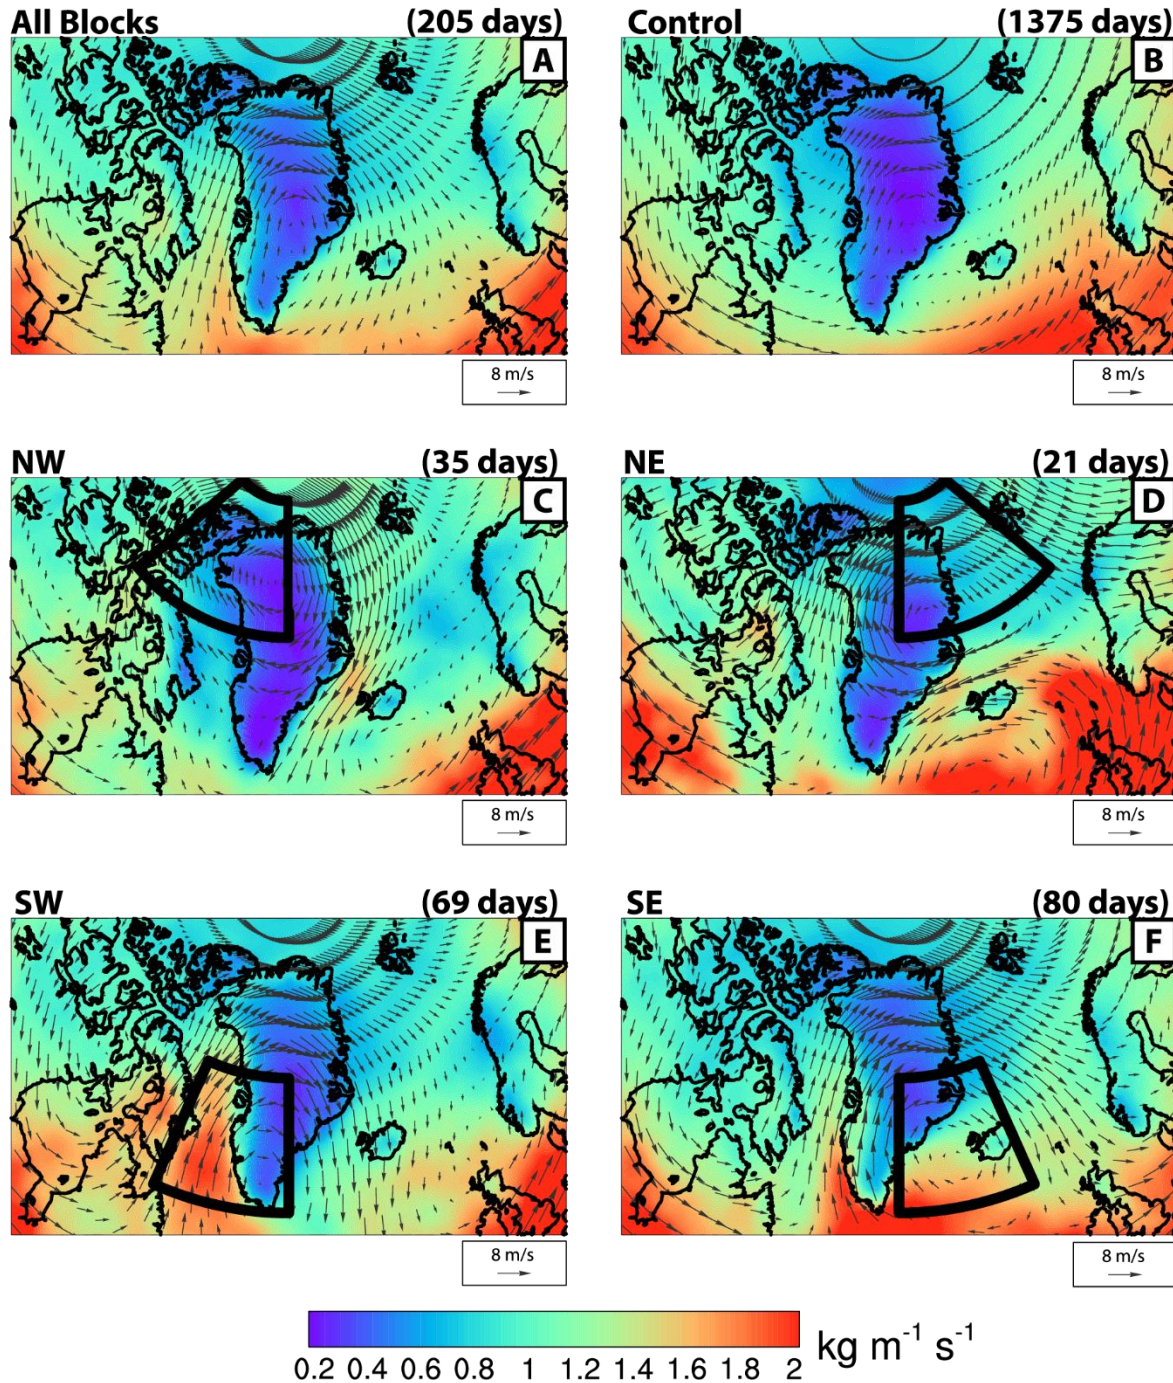 All Blocks (205 days)
A
8 m/s
Control (1375 days)
B
8 m/s
NW (35 days)
C
8 m/s
NE (21 days)
D
8 m/s
SW (69 days)
E
8 m/s
SE (80 days)
F
8 m/s
0.2 0.4 0.6 0.8 1 1.2 1.4 1.6 1.8 2 kg m⁻¹ s⁻¹